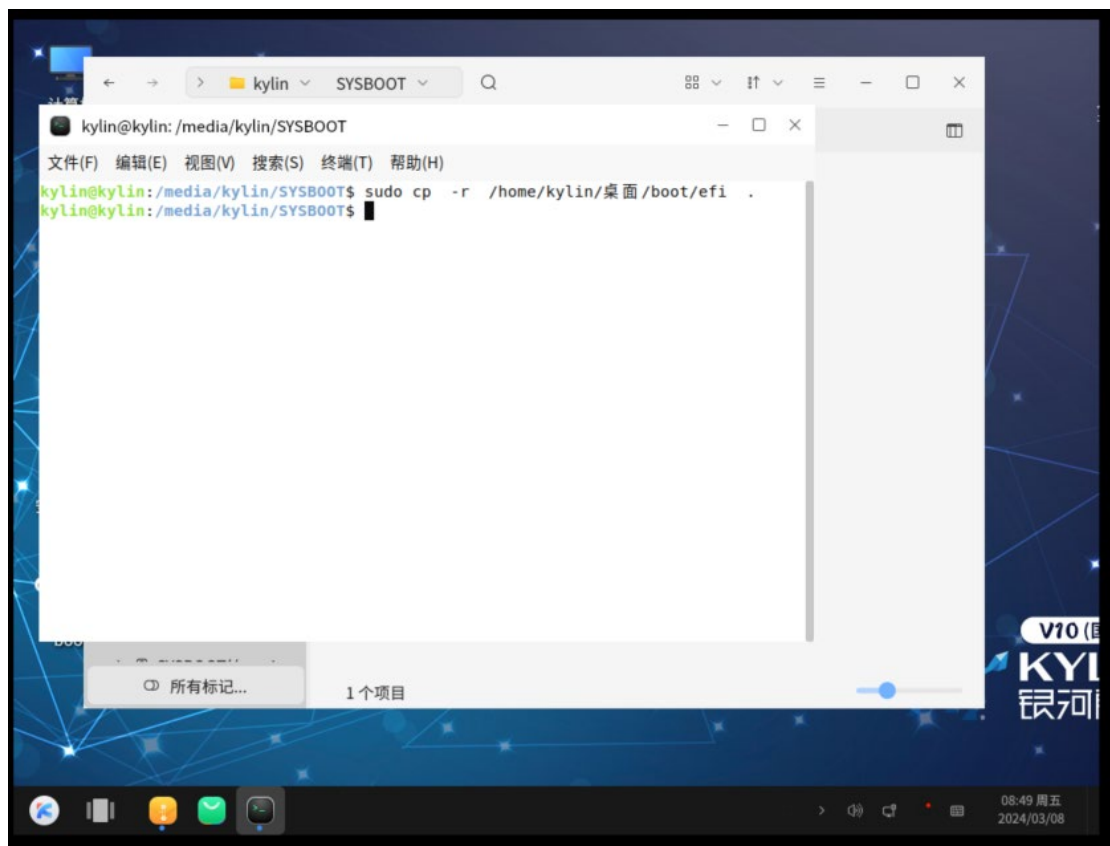 kylin SYSBOOT
kylin@kylin: /media/kylin/SYSBOOT
文件(F) 编辑(E) 视图(V) 搜索(S) 终端(T) 帮助(H)
kylin@kylin:/media/kylin/SYSBOOT$ sudo cp -r /home/kylin/桌面/boot/efi .
kylin@kylin:/media/kylin/SYSBOOT$
所有标记...
1个项目
V10
KYL
银河
08:49 周五
2024/03/08